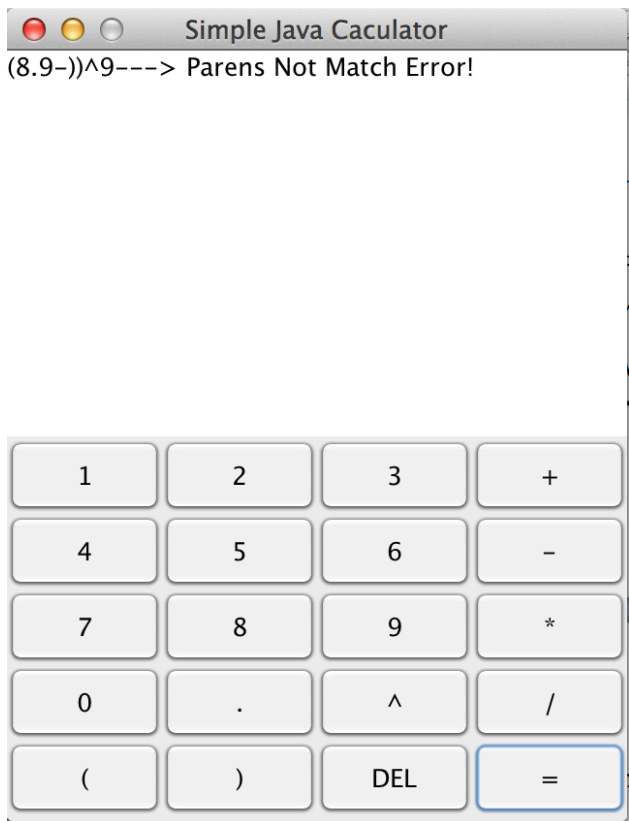 Simple Java Caculator
(8.9-))^9---> Parens Not Match Error!
1 2 3 +
4 5 6 -
7 8 9 *
0 . ^ /
( ) DEL =